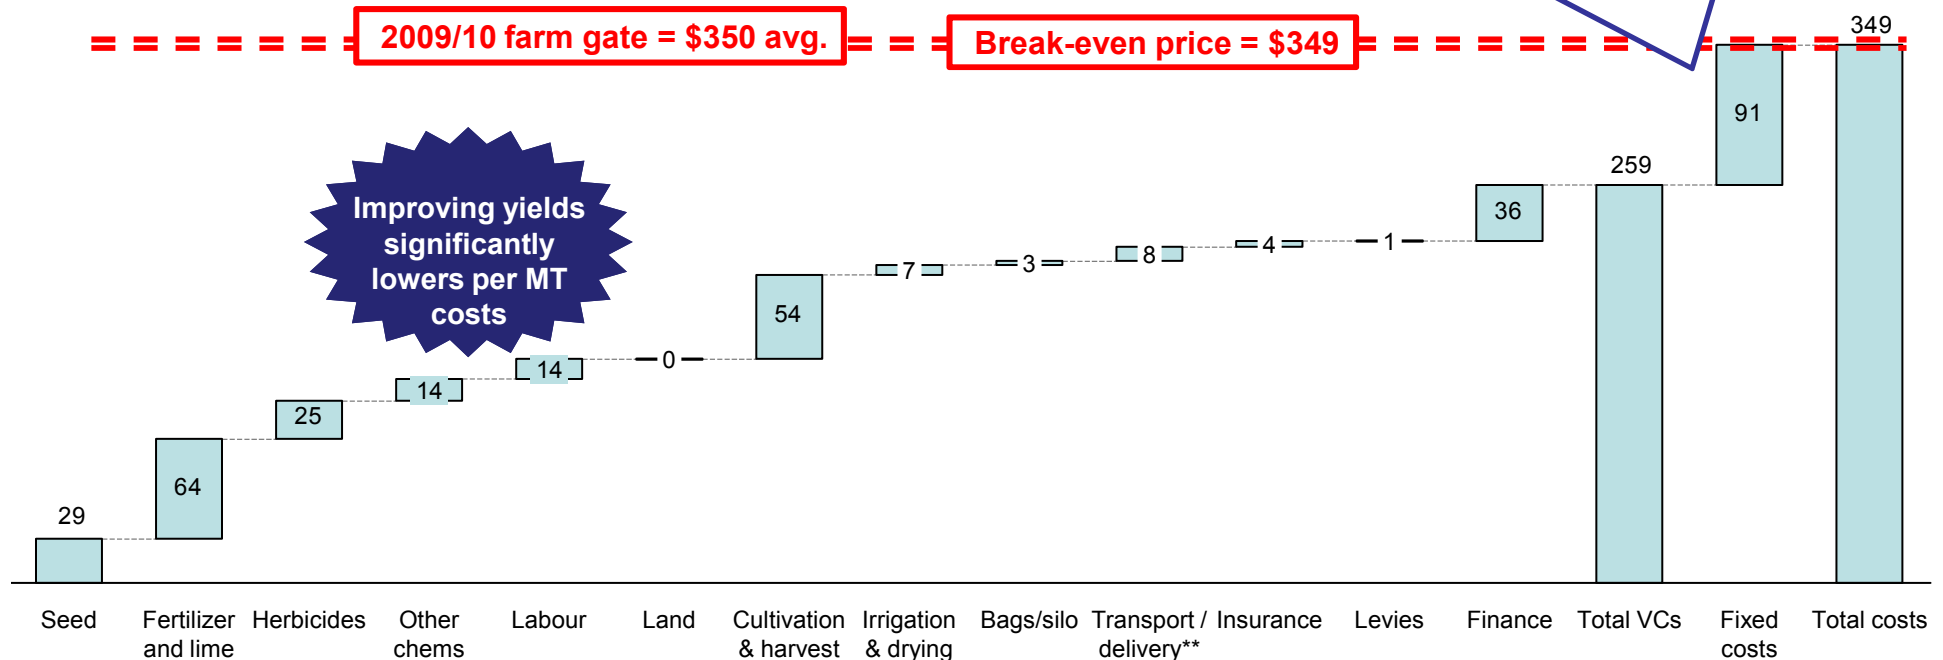 2009/10 farm gate = $350 avg.
Break-even price = $349
349
91
259
Improving yields
significantly
lowers per MT
costs
36
1
4
8
3
7
54
0
14
14
25
64
29
Seed
Fertilizer
and lime
Herbicides
Other
chems
Labour
Land
Cultivation
& harvest
Irrigation
& drying
Bags/silo
Transport /
delivery**
Insurance
Levies
Finance
Total VCs
Fixed
costs
Total costs